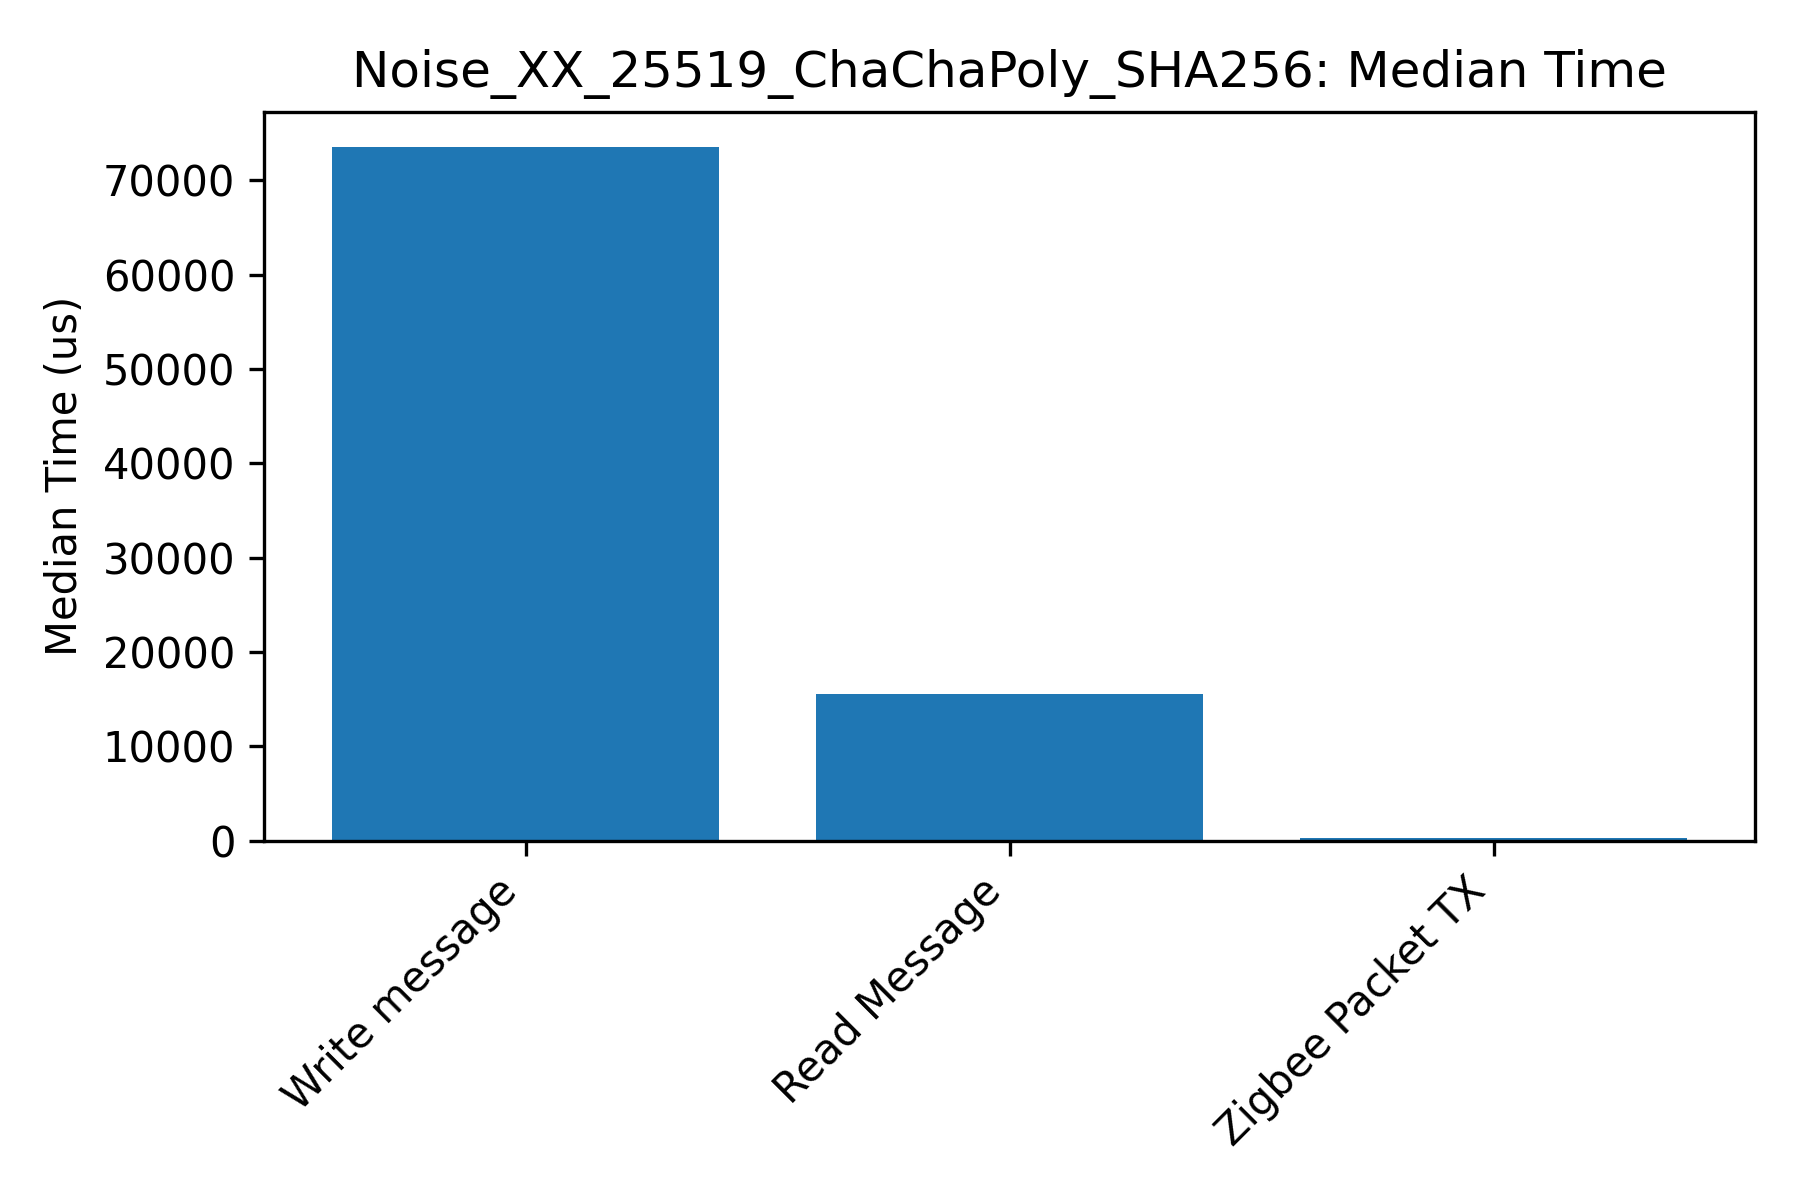 Noise_XX_25519_ChaChaPoly_SHA256: Median Time
Median Time (us)
70000
60000
50000
40000
30000
20000
10000
0
Write message
Read Message
Zigbee Packet TX